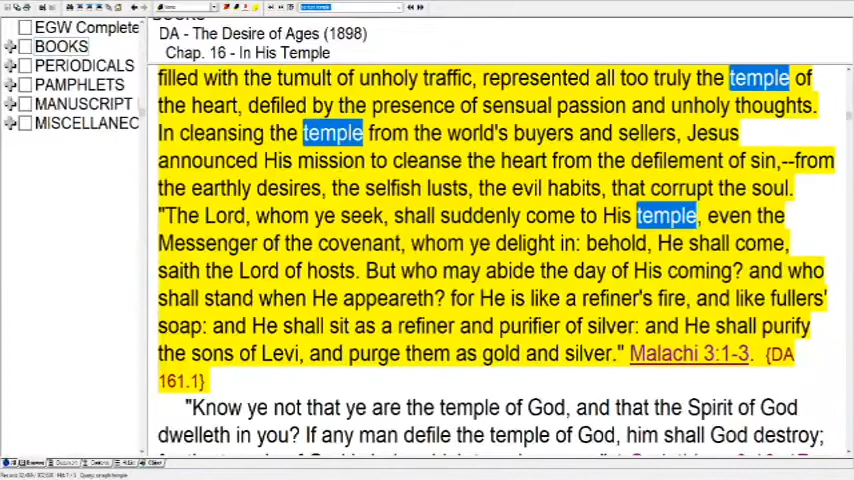 EGW Complete
BOOKS
PERIODICALS
PAMPHLETS
MANUSCRIPT
MISCELLANEC
DA - The Desire of Ages (1898)
Chap. 16 - In His Temple
filled with the tumult of unholy traffic, represented all too truly the temple of
the heart, defiled by the presence of sensual passion and unholy thoughts.
In cleansing the temple from the world's buyers and sellers, Jesus
announced His mission to cleanse the heart from the defilement of sin,--from
the earthly desires, the selfish lusts, the evil habits, that corrupt the soul.
"The Lord, whom ye seek, shall suddenly come to His temple, even the
Messenger of the covenant, whom ye delight in: behold, He shall come,
saith the Lord of hosts. But who may abide the day of His coming? and who
shall stand when He appeareth? for He is like a refiner's fire, and like fullers'
soap: and He shall sit as a refiner and purifier of silver: and He shall purify
the sons of Levi, and purge them as gold and silver." Malachi 3:1-3. {DA
161.1}
"Know ye not that ye are the temple of God, and that the Spirit of God
dwelleth in you? If any man defile the temple of God, him shall God destroy;